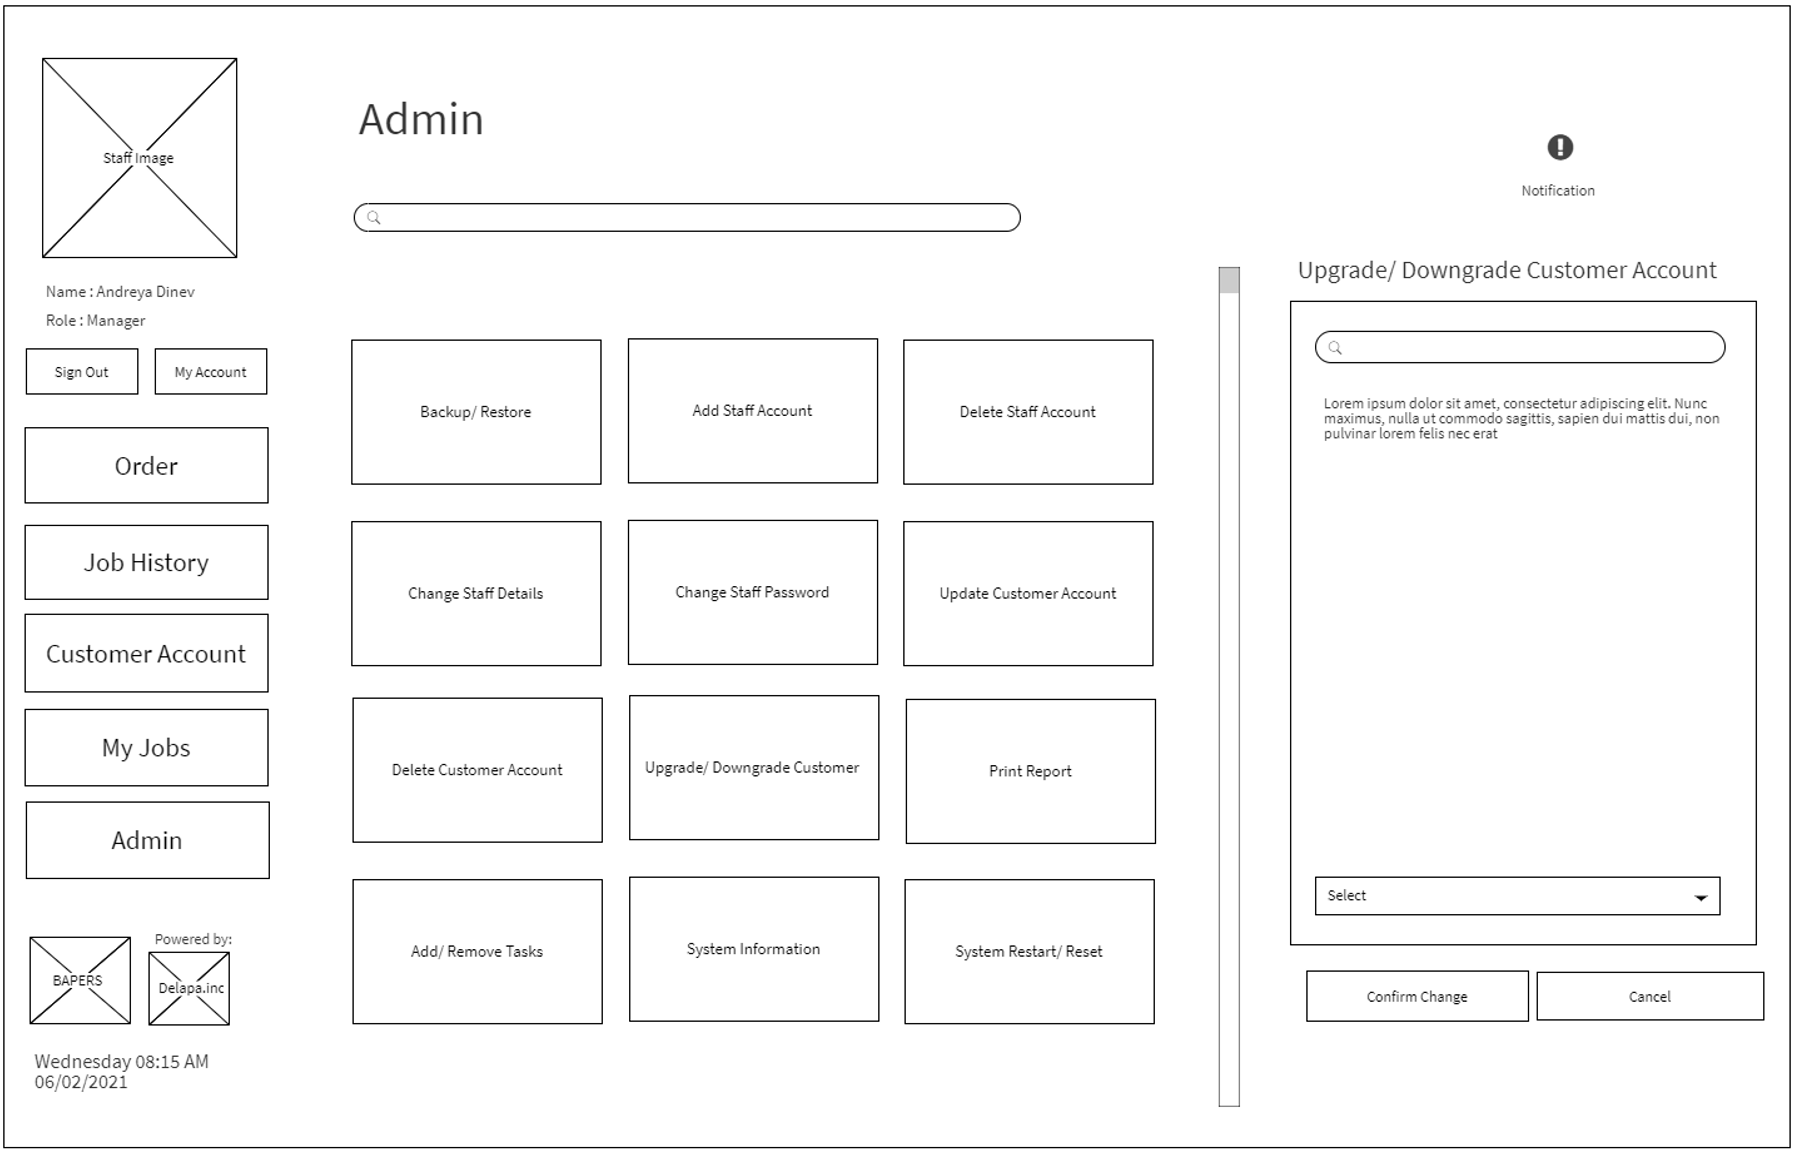 Staff Image
Name : Andreya Dinev
Role : Manager
Sign Out
My Account
Order
Job History
Customer Account
My Jobs
Admin
BAPERS
Powered by:
Delapa.inc
Wednesday 08:15 AM
06/02/2021
Admin
Backup/ Restore
Add Staff Account
Delete Staff Account
Change Staff Details
Change Staff Password
Update Customer Account
Delete Customer Account
Upgrade/ Downgrade Customer
Print Report
Add/ Remove Tasks
System Information
System Restart/ Reset
Notification
Upgrade/ Downgrade Customer Account
Lorem ipsum dolor sit amet, consectetur adipiscing elit. Nunc
maximus, nulla ut commodo sagittis, sapien dui mattis dui, non
pulvinar lorem felis nec erat
Select
Confirm Change
Cancel